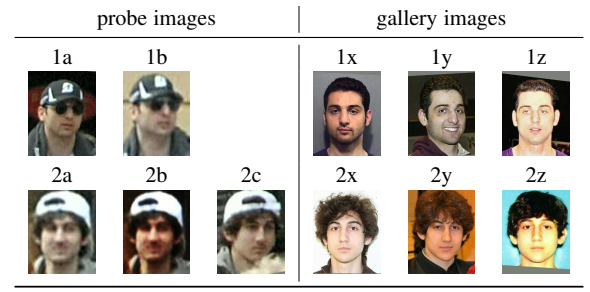 probe images gallery images
1a 1b 1x 1y 1z
2a 2b 2c 2x 2y 2z